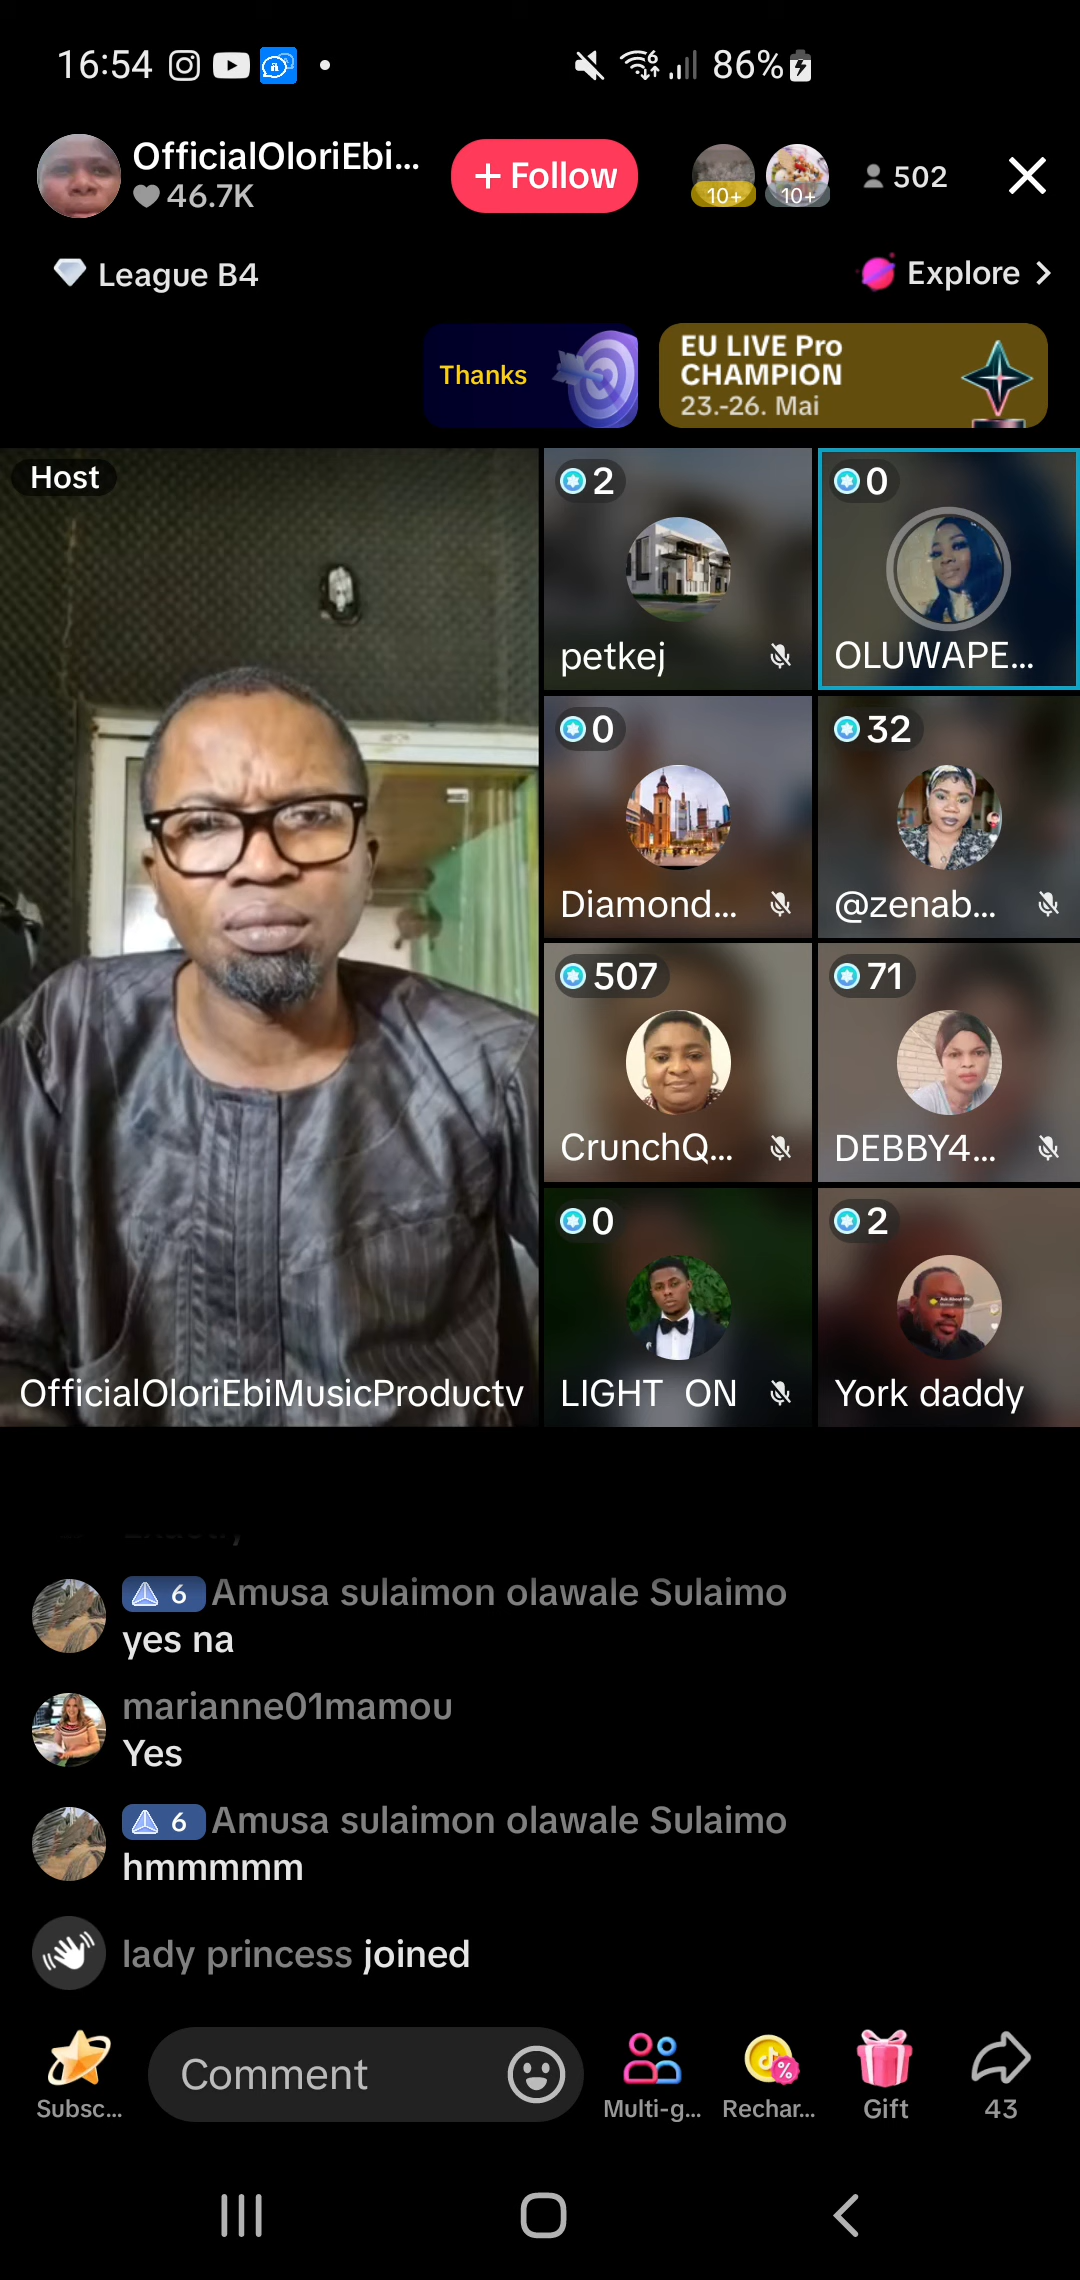 16:54
86%
OfficialOloriEbi...
46.7K
+ Follow
10+
10+
502
League B4
Explore
Thanks
EU LIVE Pro
CHAMPION
23.-26. Mai
Host
2
petkej
0
OLUWAPE...
0
Diamond...
32
@zenab...
507
CrunchQ...
71
DEBBY4...
0
LIGHT ON
2
York daddy
OfficialOloriEbiMusicProductv
6 Amusa sulaimon olawale Sulaimo
yes na
marianne01mamou
Yes
6 Amusa sulaimon olawale Sulaimo
hmmmmm
lady princess joined
Subsc...
Comment
Multi-g...
Rechar...
Gift
43